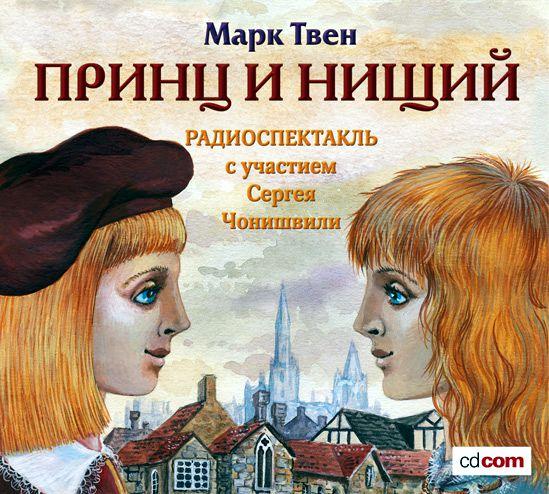 Марк Твен
ПРИНЦ И НИЩИЙ
РАДИОСПЕКТАКЛЬ
с участием
Сергея
Чонишвили
cdcom